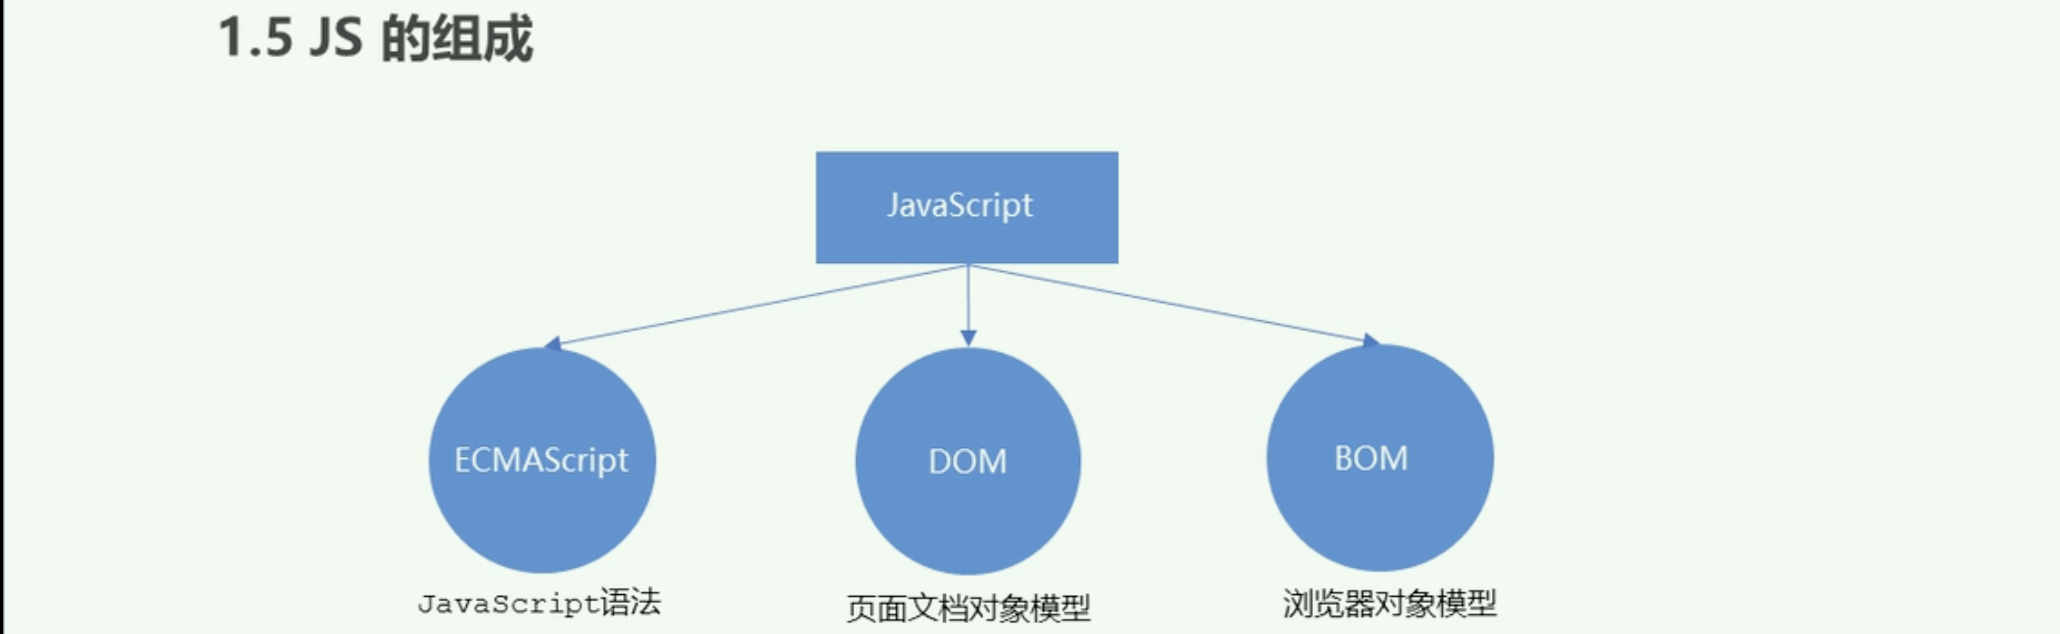 1.5 JS 的组成
JavaScript
ECMAScript
DOM
BOM
JavaScript语法
页面文档对象模型
浏览器对象模型